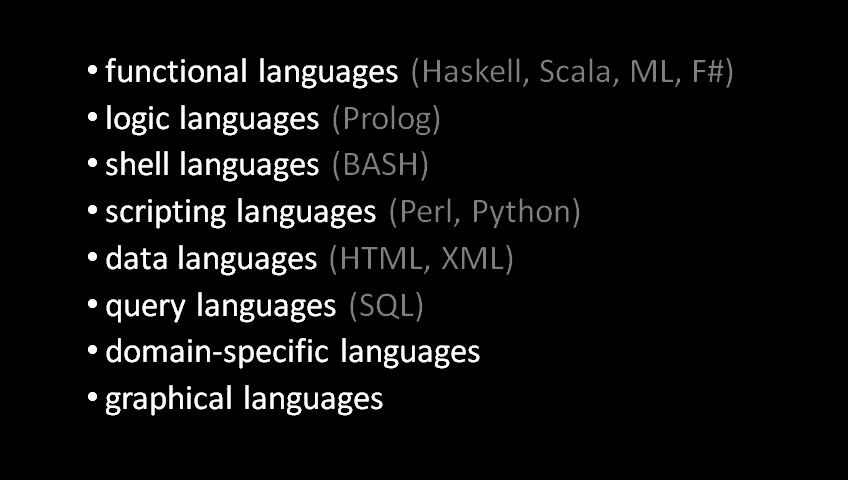 • functional languages (Haskell, Scala, ML, F#)
• logic languages (Prolog)
• shell languages (BASH)
• scripting languages (Perl, Python)
• data languages (HTML, XML)
• query languages (SQL)
• domain-specific languages
• graphical languages